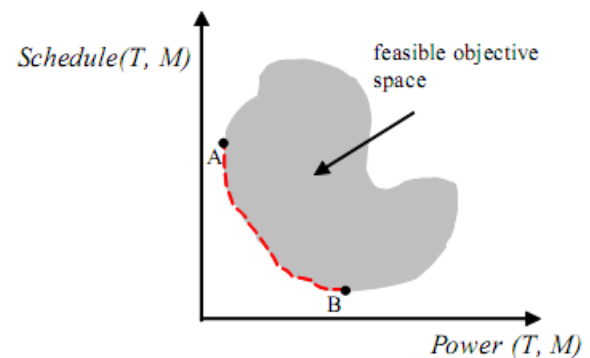 Schedule(T, M)
feasible objective
space
A
B
Power (T, M)